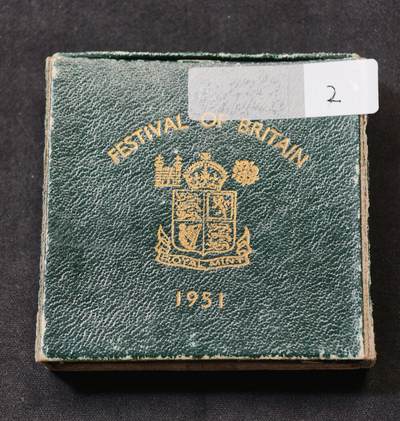 2
FESTIVAL OF BRITAIN
ROYAL MINT
1951